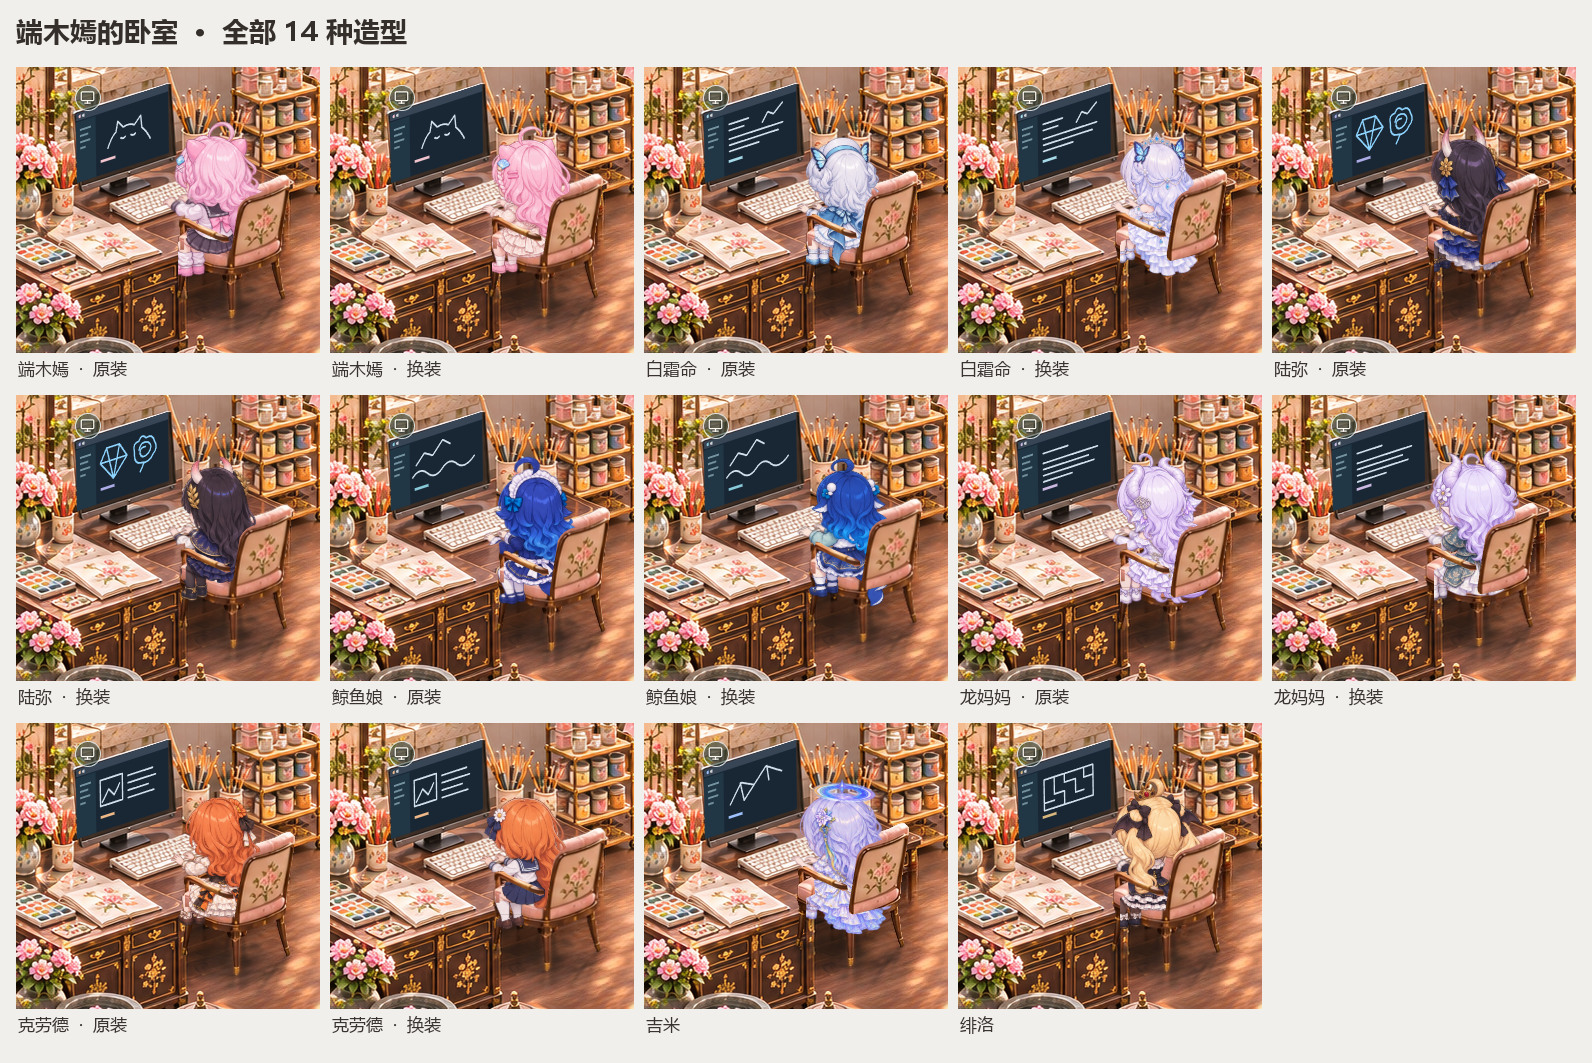 端木嫣的卧室 · 全部 14 种造型
端木嫣 · 原装
端木嫣 · 换装
白霜命 · 原装
白霜命 · 换装
陆弥 · 原装
陆弥 · 换装
鲸鱼娘 · 原装
鲸鱼娘 · 换装
龙妈妈 · 原装
龙妈妈 · 换装
克劳德 · 原装
克劳德 · 换装
吉米
绯洛